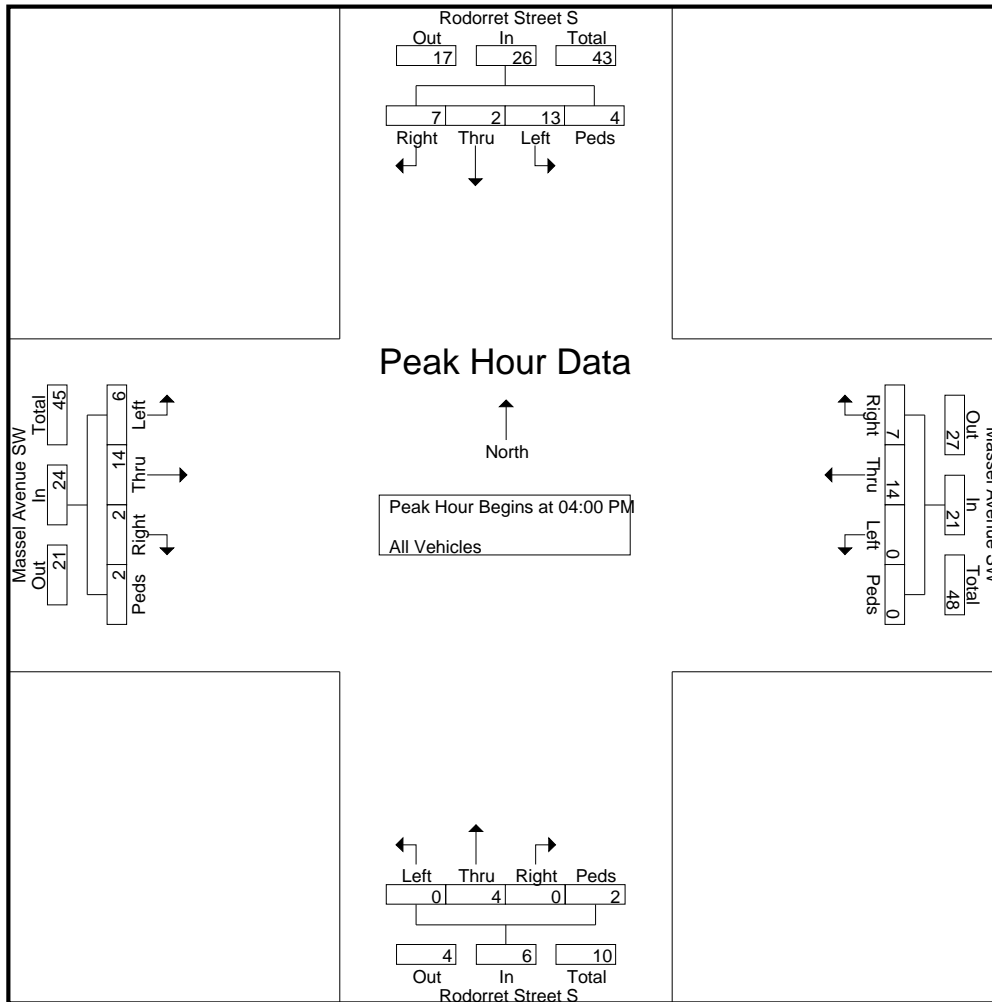 Rodorret Street S
Out In Total
17 26 43
7 2 13 4
Right Thru Left Peds
Peak Hour Data
North
Peak Hour Begins at 04:00 PM
All Vehicles
Massel Avenue SW
Total In Out
45 24 21
6 14 2 2
Left Thru Right Peds
Massel Avenue SW
Out In Total
27 21 48
7 14 0 0
Right Thru Left Peds
Left Thru Right Peds
0 4 0 2
4 6 10
Out In Total
Rodorret Street S